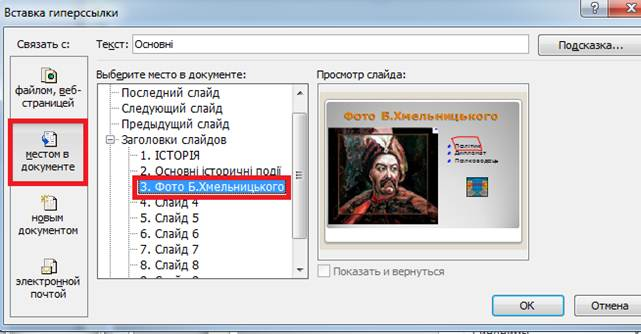 Вставка гиперссылки
Связать с:
Текст: Основні
Подсказка...
файлом, веб-
страницей
местом в
документе
новым
документом
электронной
почтой
Выберите место в документе:
Последний слайд
Следующий слайд
Предыдущий слайд
Заголовки слайдов
1. ІСТОРІЯ
2. Основні історичні події
3. Фото Б.Хмельницького
4. Слайд 4
5. Слайд 5
6. Слайд 6
7. Слайд 7
8. Слайд 8
Просмотр слайда:
Фото Б.Хмельницького
Політик
Дипломат
Полководець
Показать и вернуться
ОК
Отмена